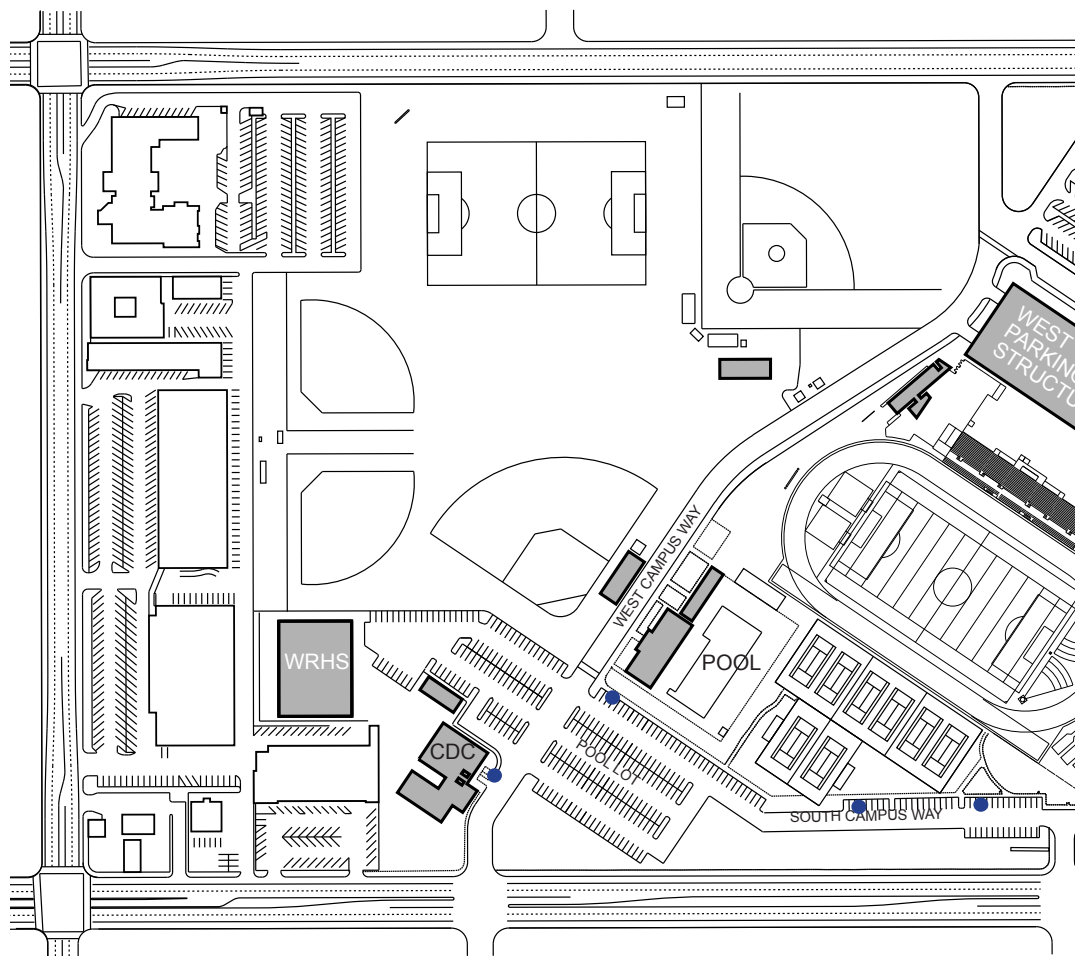 WEST
PARKING
STRUCTU
WEST CAMPUS WAY
WRHS
POOL
CDC
POOL LOT
SOUTH CAMPUS WAY